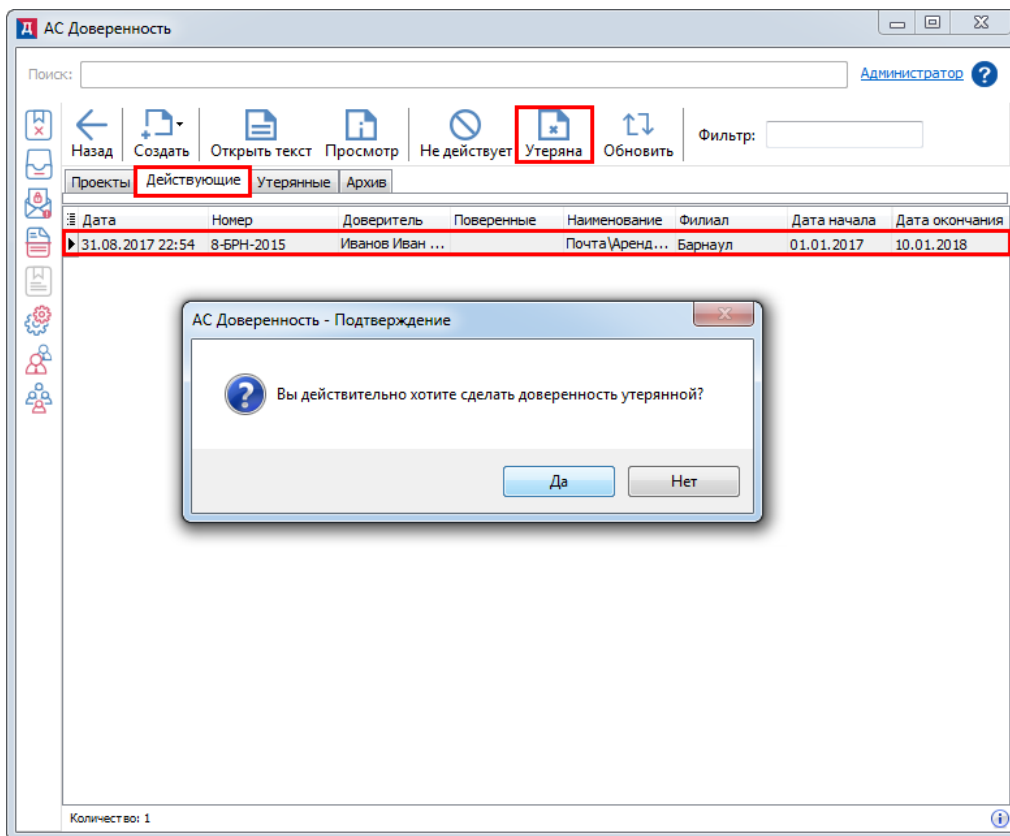 Д АС Доверенность
Поиск: Администратор ?
Назад Создать Открыть текст Просмотр Не действует Утеряна Обновить Фильтр:
Проекты Действующие Утерянные Архив
Дата Номер Доверитель Поверенные Наименование Филиал Дата начала Дата окончания
31.08.2017 22:54 8-БРН-2015 Иванов Иван ... Почта\Аренд... Барнаул 01.01.2017 10.01.2018
АС Доверенность - Подтверждение
? Вы действительно хотите сделать доверенность утерянной?
Да Нет
Количество: 1